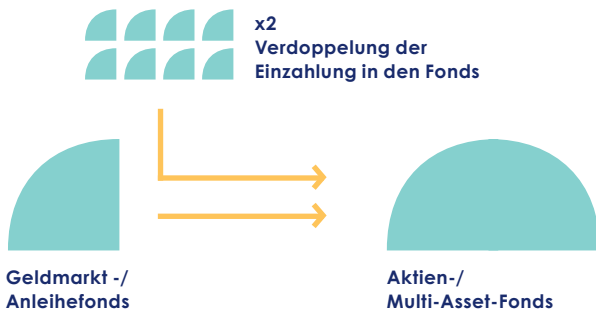 x2
Verdoppelung der
Einzahlung in den Fonds
Geldmarkt -/
Anleihefonds
Aktien-/
Multi-Asset-Fonds